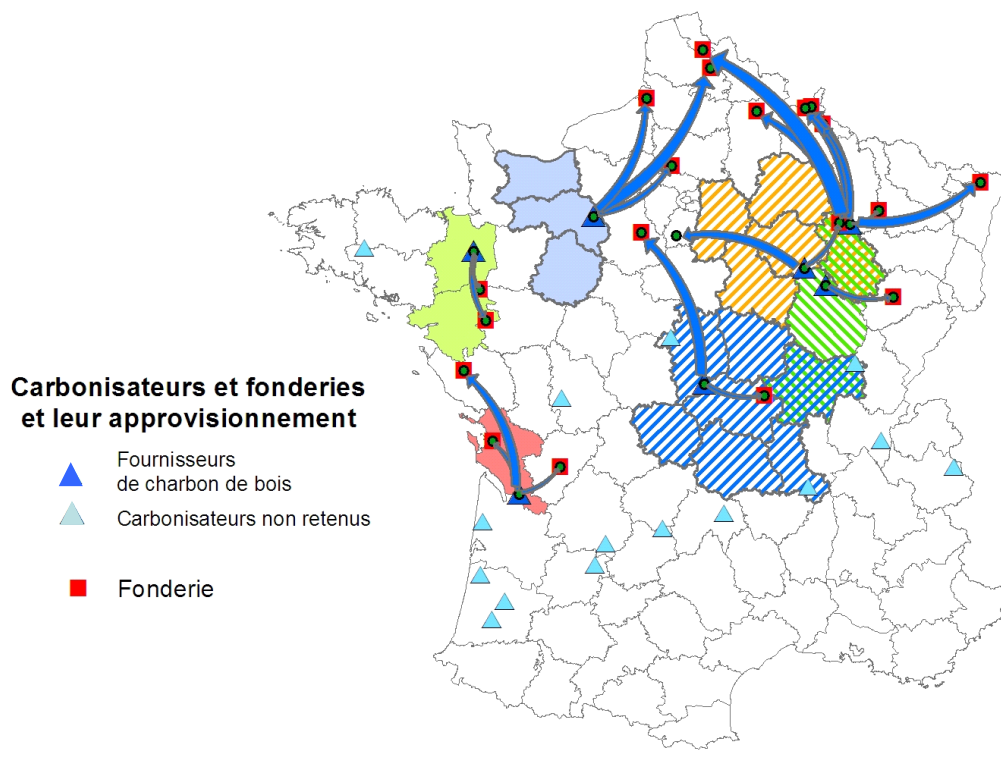 Carbonisateurs et fonderies
et leur approvisionnement
Fournisseurs
de charbon de bois
Carbonisateurs non retenus
Fonderie